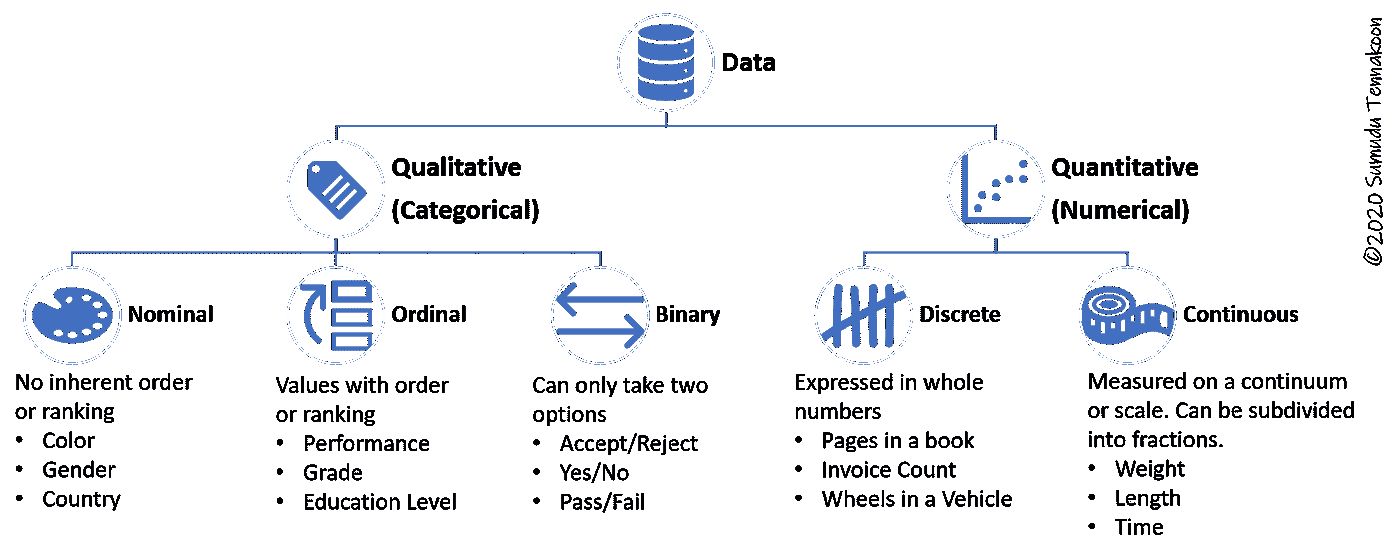 Data
©2020 Sumudu Tennakoon
Qualitative
(Categorical)
Quantitative
(Numerical)
Nominal
No inherent order
or ranking
• Color
• Gender
• Country
Ordinal
Values with order
or ranking
• Performance
• Grade
• Education Level
Binary
Can only take two
options
• Accept/Reject
• Yes/No
• Pass/Fail
Discrete
Expressed in whole
numbers
• Pages in a book
• Invoice Count
• Wheels in a Vehicle
Continuous
Measured on a continuum
or scale. Can be subdivided
into fractions.
• Weight
• Length
• Time